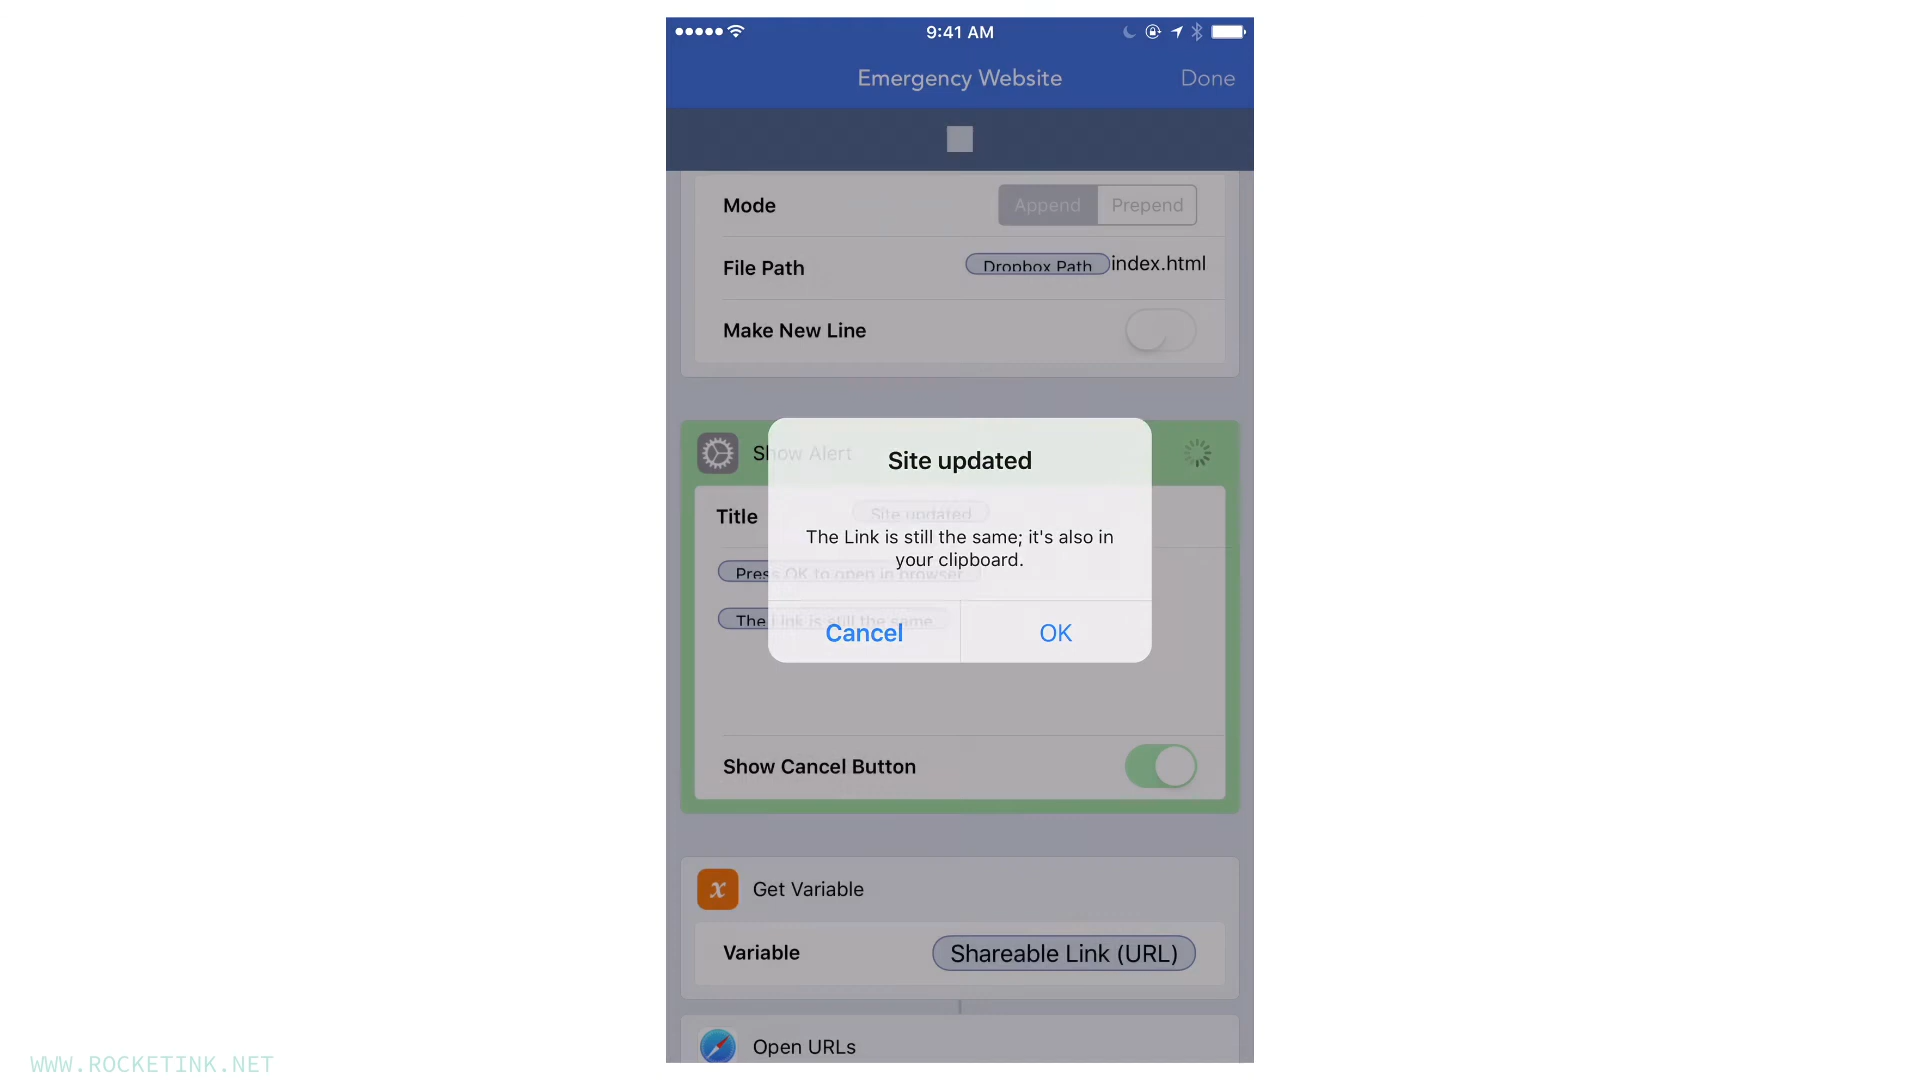 9:41 AM
Emergency Website
Done
Mode
Append
Prepend
File Path
Dropbox Path
index.html
Make New Line
Show Alert
Site updated
Title
Site updated
The Link is still the same; it's also in
your clipboard.
Press OK to open in browser
The Link is still the same
Cancel
OK
Show Cancel Button
Get Variable
Variable
Shareable Link (URL)
Open URLs
WWW.ROCKETINK.NET